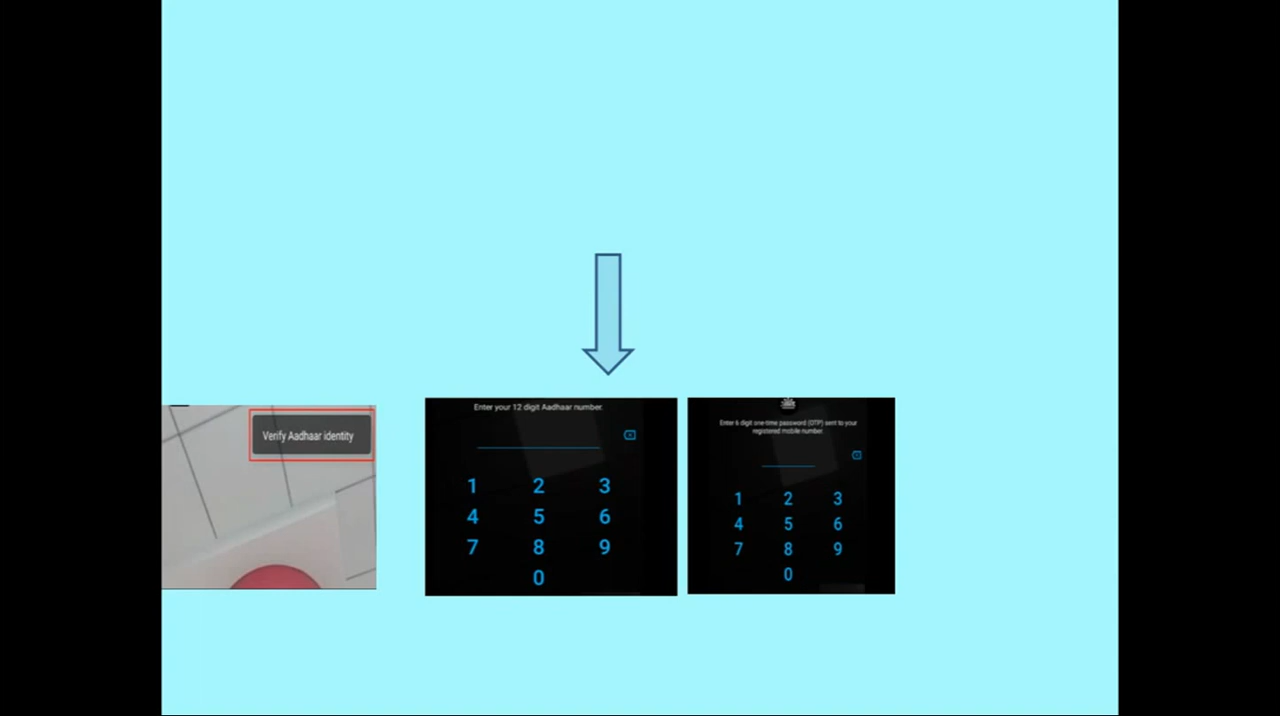 Verify Aadhaar identity
Enter your 12 digit Aadhaar number.
1 2 3
4 5 6
7 8 9
0
Enter 6 digit one-time password (OTP) sent to your
registered mobile number.
1 2 3
4 5 6
7 8 9
0